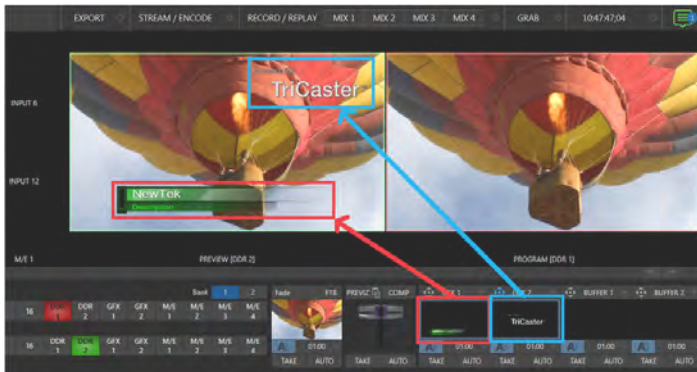 EXPORT STREAM / ENCODE RECORD / REPLAY MIX 1 MIX 2 MIX 3 MIX 4 GRAB 10:47:47;04
INPUT 6
TriCaster
INPUT 12
NewTek
Description
M/E 1 PREVIEW [DDR 2] PROGRAM [DDR 1]
Bank 1 2 Fade FTB PREVIZ COMP BUFFER 1 BUFFER 2
16 DDR 1 DDR 2 GFX 1 GFX 2 M/E 1 M/E 2 M/E 3 M/E 4
TriCaster
01:00 01:00 01:00 01:00 01:00
16 DDR 1 DDR 2 GFX 1 GFX 2 M/E 1 M/E 2 M/E 3 M/E 4
TAKE AUTO TAKE AUTO TAKE AUTO TAKE AUTO TAKE AUTO TAKE AUTO